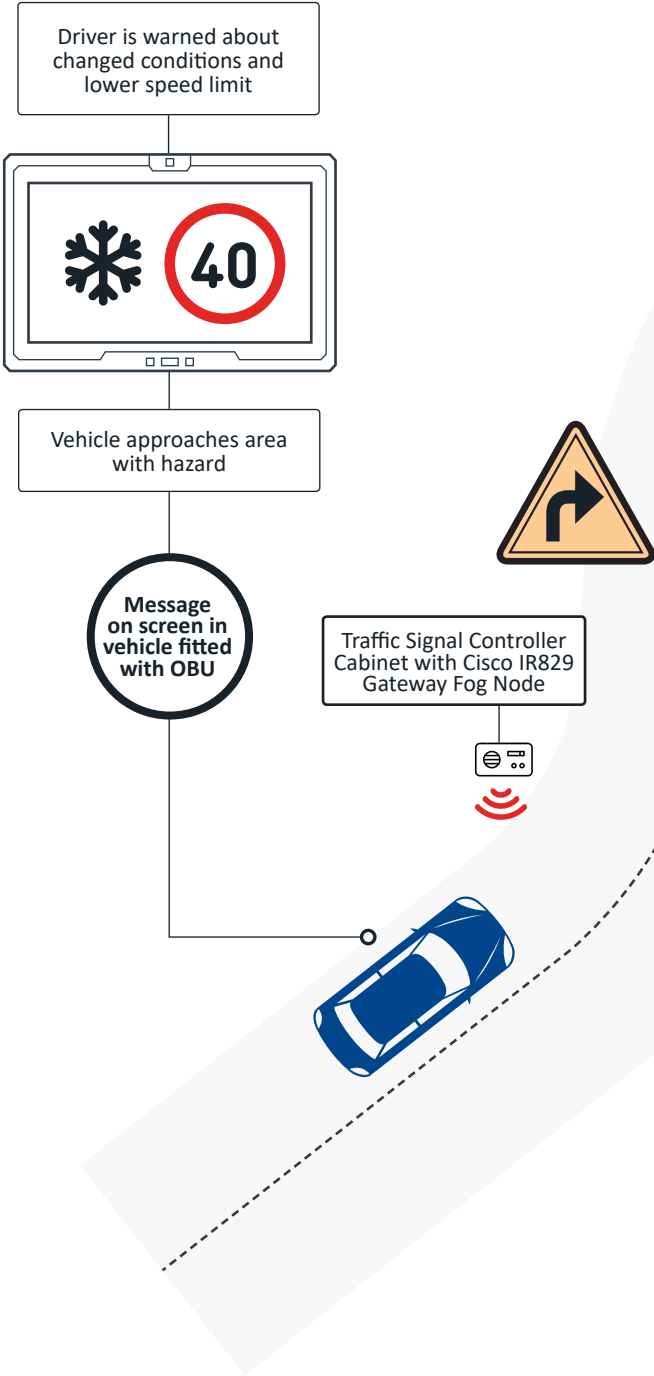 Driver is warned about
changed conditions and
lower speed limit
40
Vehicle approaches area
with hazard
Message
on screen in
vehicle fitted
with OBU
Traffic Signal Controller
Cabinet with Cisco IR829
Gateway Fog Node